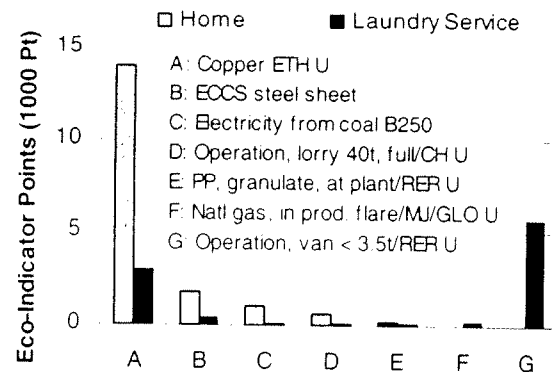 Home Laundry Service
15
10
5
0
Eco-Indicator Points (1000 Pt)
A: Copper ETH U
B: ECCS steel sheet
C: Electricity from coal B250
D: Operation, lorry 40t, full/CH U
E: PP, granulate, at plant/RER U
F: Natl gas, in prod. flare/MJ/GLO U
G: Operation, van < 3.5t/RER U
A B C D E F G